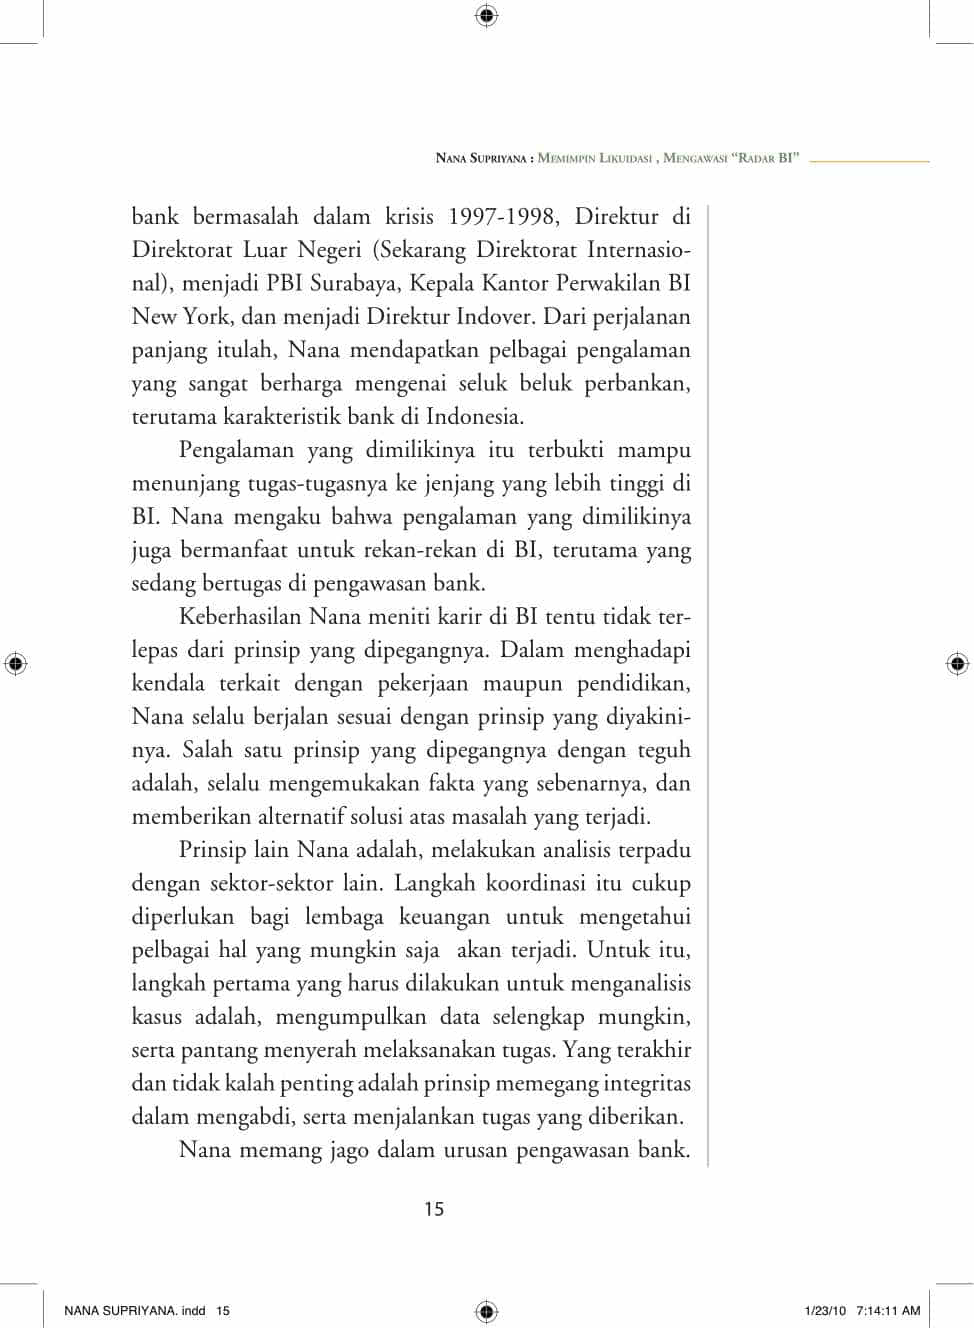 Nana Supriyana : Memimpin Likuidasi , Mengawasi “Radar BI”
bank bermasalah dalam krisis 1997-1998, Direktur di
Direktorat Luar Negeri (Sekarang Direktorat Internasio-
nal), menjadi PBI Surabaya, Kepala Kantor Perwakilan BI
New York, dan menjadi Direktur Indover. Dari perjalanan
panjang itulah, Nana mendapatkan pelbagai pengalaman
yang sangat berharga mengenai seluk beluk perbankan,
terutama karakteristik bank di Indonesia.
Pengalaman yang dimilikinya itu terbukti mampu
menunjang tugas-tugasnya ke jenjang yang lebih tinggi di
BI. Nana mengaku bahwa pengalaman yang dimilikinya
juga bermanfaat untuk rekan-rekan di BI, terutama yang
sedang bertugas di pengawasan bank.
Keberhasilan Nana meniti karir di BI tentu tidak ter-
lepas dari prinsip yang dipegangnya. Dalam menghadapi
kendala terkait dengan pekerjaan maupun pendidikan,
Nana selalu berjalan sesuai dengan prinsip yang diyakini-
nya. Salah satu prinsip yang dipegangnya dengan teguh
adalah, selalu mengemukakan fakta yang sebenarnya, dan
memberikan alternatif solusi atas masalah yang terjadi.
Prinsip lain Nana adalah, melakukan analisis terpadu
dengan sektor-sektor lain. Langkah koordinasi itu cukup
diperlukan bagi lembaga keuangan untuk mengetahui
pelbagai hal yang mungkin saja  akan terjadi. Untuk itu,
langkah pertama yang harus dilakukan untuk menganalisis
kasus adalah, mengumpulkan data selengkap mungkin,
serta pantang menyerah melaksanakan tugas. Yang terakhir
dan tidak kalah penting adalah prinsip memegang integritas
dalam mengabdi, serta menjalankan tugas yang diberikan.
Nana memang jago dalam urusan pengawasan bank.
15
NANA SUPRIYANA. indd   15
1/23/10   7:14:11 AM